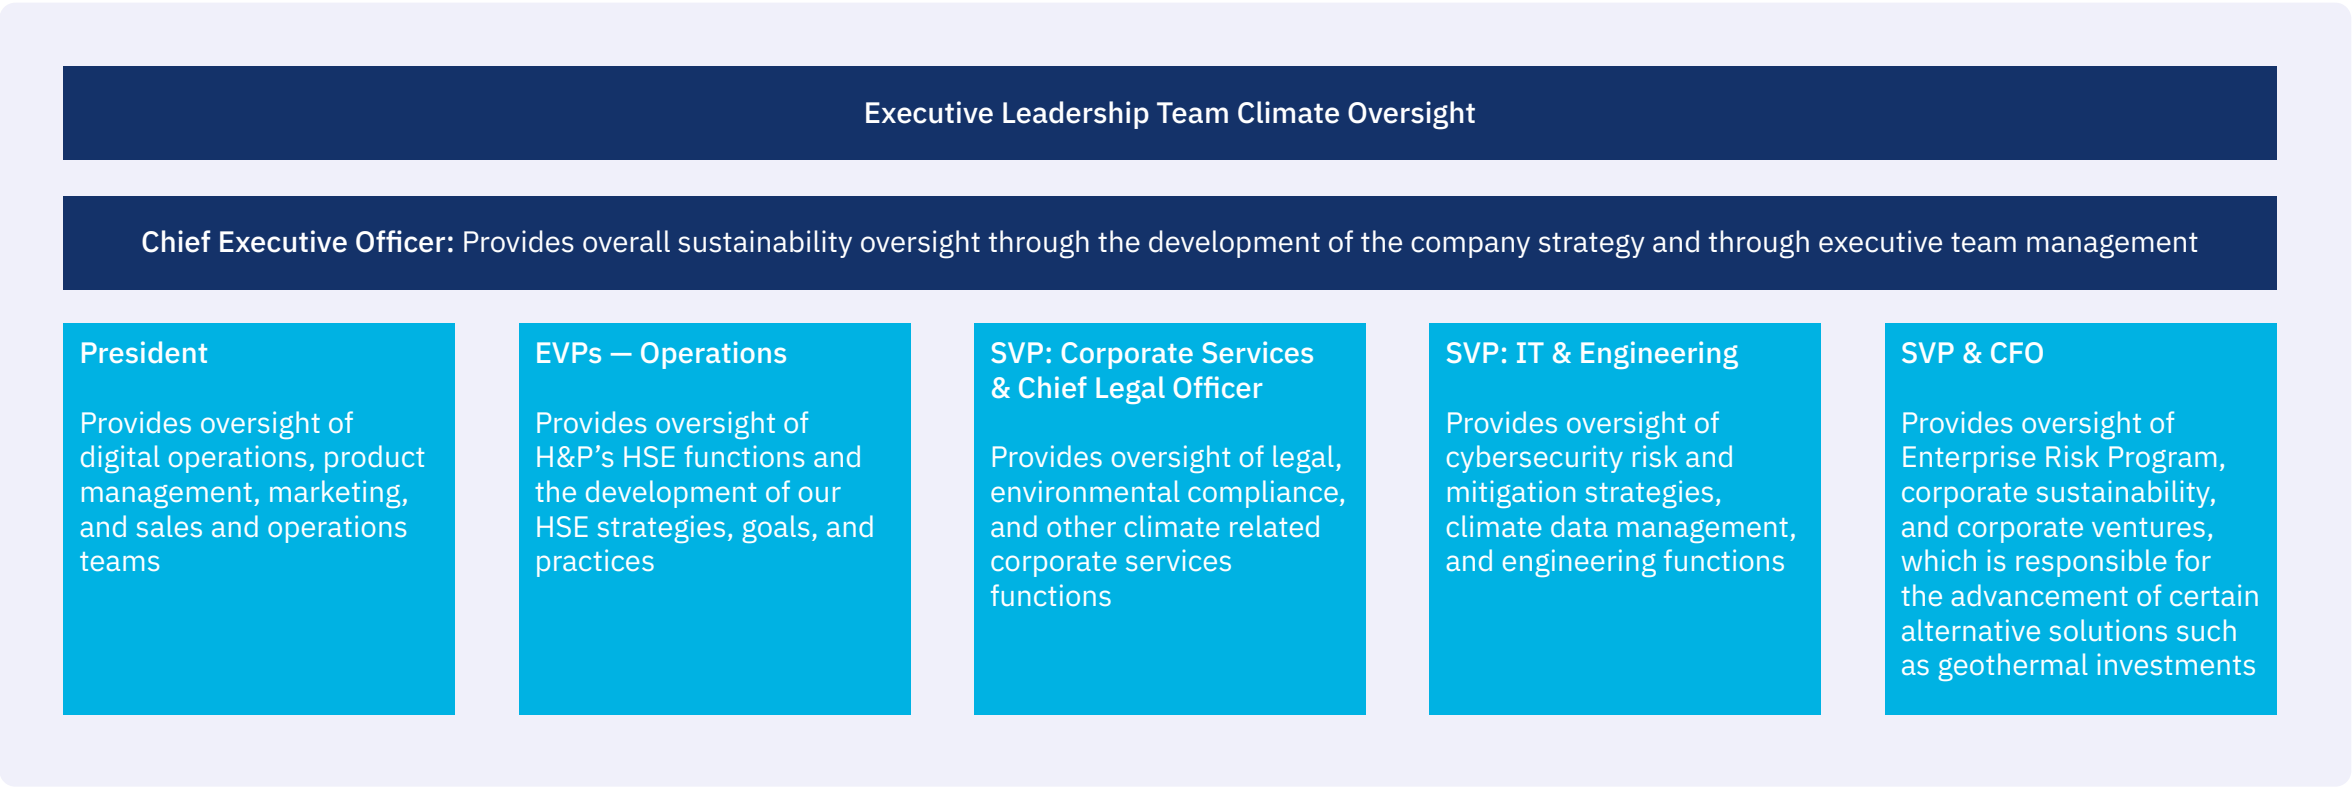 Executive Leadership Team Climate Oversight
Chief Executive Officer: Provides overall sustainability oversight through the development of the company strategy and through executive team management
President
Provides oversight of
digital operations, product
management, marketing,
and sales and operations
teams
EVPs — Operations
Provides oversight of
H&P’s HSE functions and
the development of our
HSE strategies, goals, and
practices
SVP: Corporate Services
& Chief Legal Officer
Provides oversight of legal,
environmental compliance,
and other climate related
corporate services
functions
SVP: IT & Engineering
Provides oversight of
cybersecurity risk and
mitigation strategies,
climate data management,
and engineering functions
SVP & CFO
Provides oversight of
Enterprise Risk Program,
corporate sustainability,
and corporate ventures,
which is responsible for
the advancement of certain
alternative solutions such
as geothermal investments